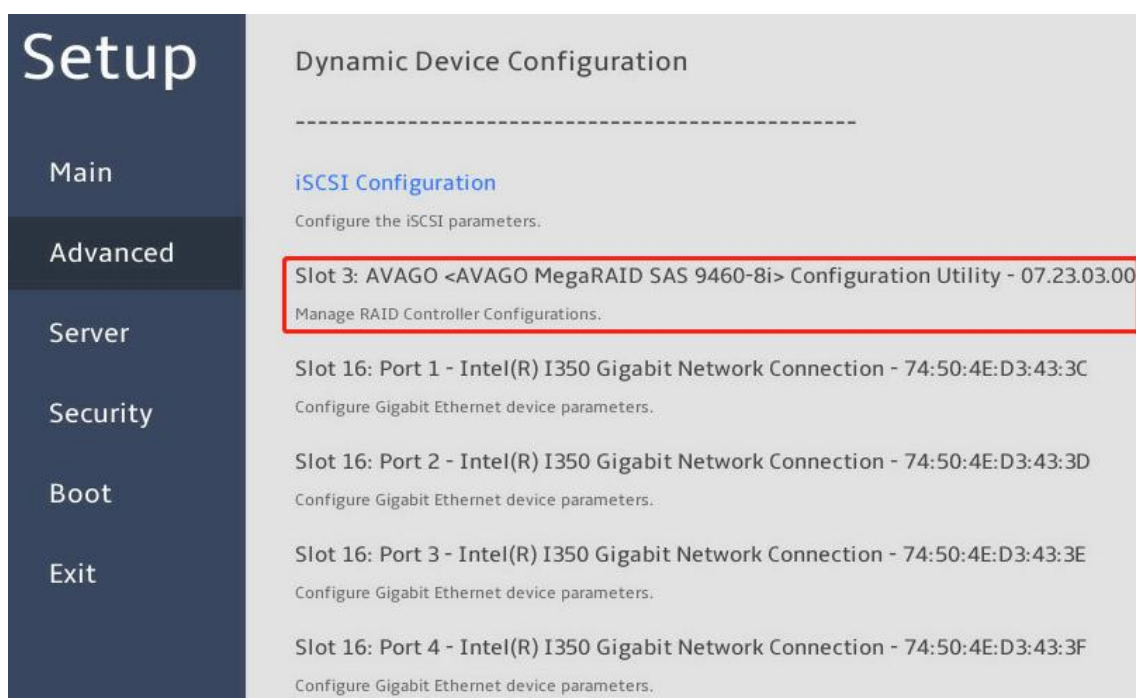 Setup
Main
Advanced
Server
Security
Boot
Exit
Dynamic Device Configuration
--------------------------------------------------
iSCSI Configuration
Configure the iSCSI parameters.
Slot 3: AVAGO <AVAGO MegaRAID SAS 9460-8i> Configuration Utility - 07.23.03.00
Manage RAID Controller Configurations.
Slot 16: Port 1 - Intel(R) I350 Gigabit Network Connection - 74:50:4E:D3:43:3C
Configure Gigabit Ethernet device parameters.
Slot 16: Port 2 - Intel(R) I350 Gigabit Network Connection - 74:50:4E:D3:43:3D
Configure Gigabit Ethernet device parameters.
Slot 16: Port 3 - Intel(R) I350 Gigabit Network Connection - 74:50:4E:D3:43:3E
Configure Gigabit Ethernet device parameters.
Slot 16: Port 4 - Intel(R) I350 Gigabit Network Connection - 74:50:4E:D3:43:3F
Configure Gigabit Ethernet device parameters.